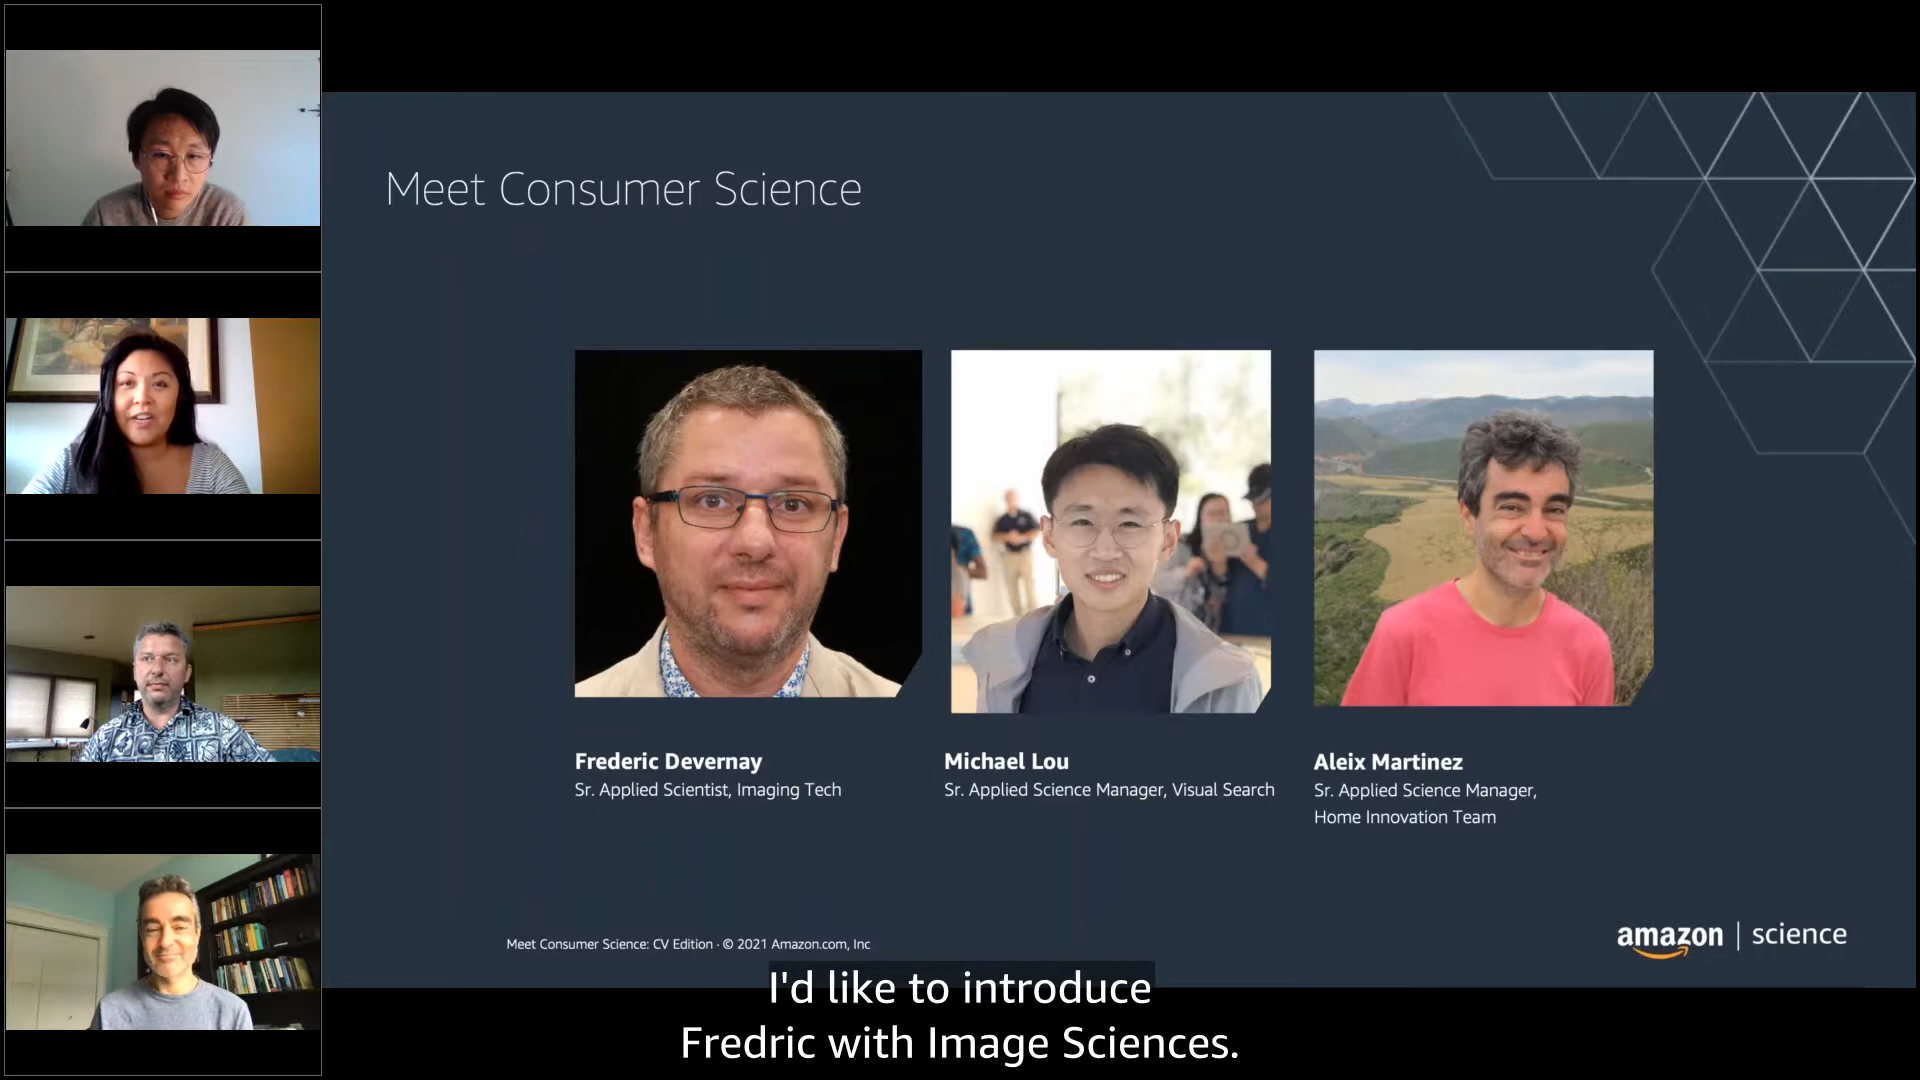 Meet Consumer Science
Frederic Devernay
Sr. Applied Scientist, Imaging Tech
Michael Lou
Sr. Applied Science Manager, Visual Search
Aleix Martinez
Sr. Applied Science Manager,
Home Innovation Team
Meet Consumer Science: CV Edition · © 2021 Amazon.com, Inc
amazon | science
I'd like to introduce
Fredric with Image Sciences.